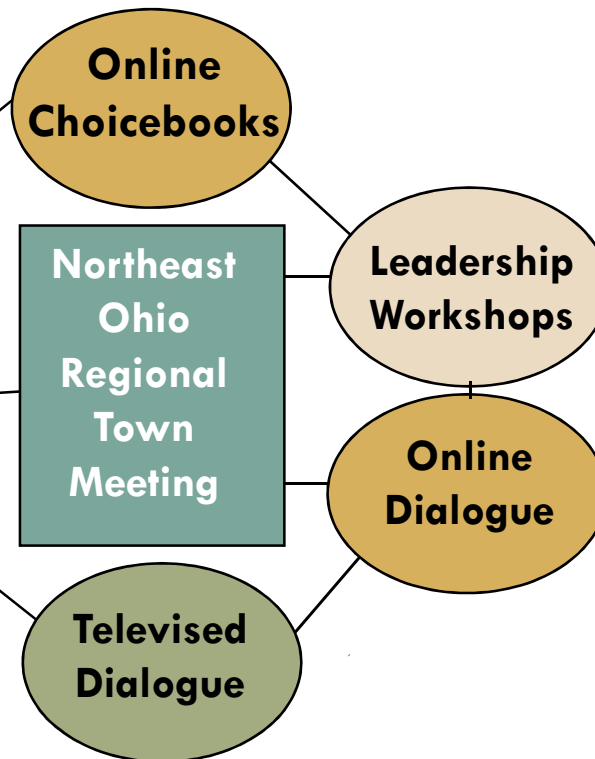 Online
Choicebooks
Northeast
Ohio
Regional
Town
Meeting
Leadership
Workshops
Online
Dialogue
Televised
Dialogue